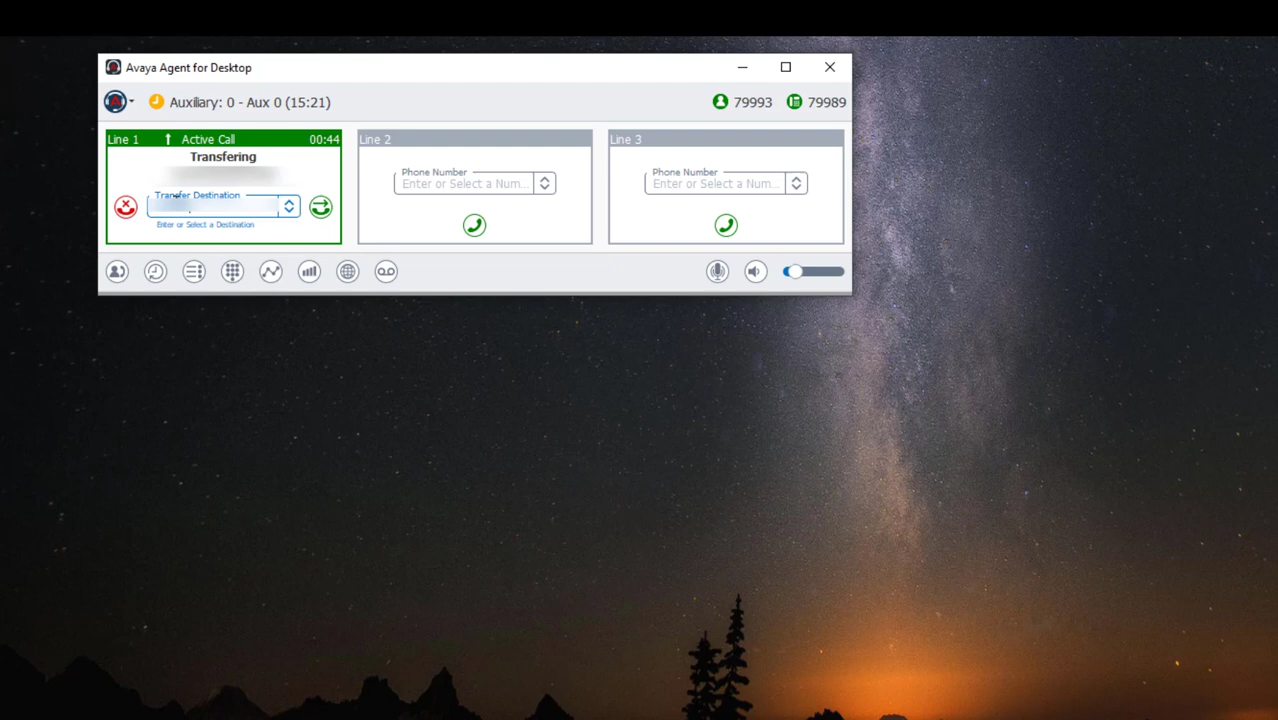 Avaya Agent for Desktop
Auxiliary: 0 - Aux 0 (15:21)
79993
79989
Line 1 Active Call 00:44
Transfering
Transfer Destination
Enter or Select a Destination
Line 2
Phone Number
Enter or Select a Num...
Line 3
Phone Number
Enter or Select a Num...